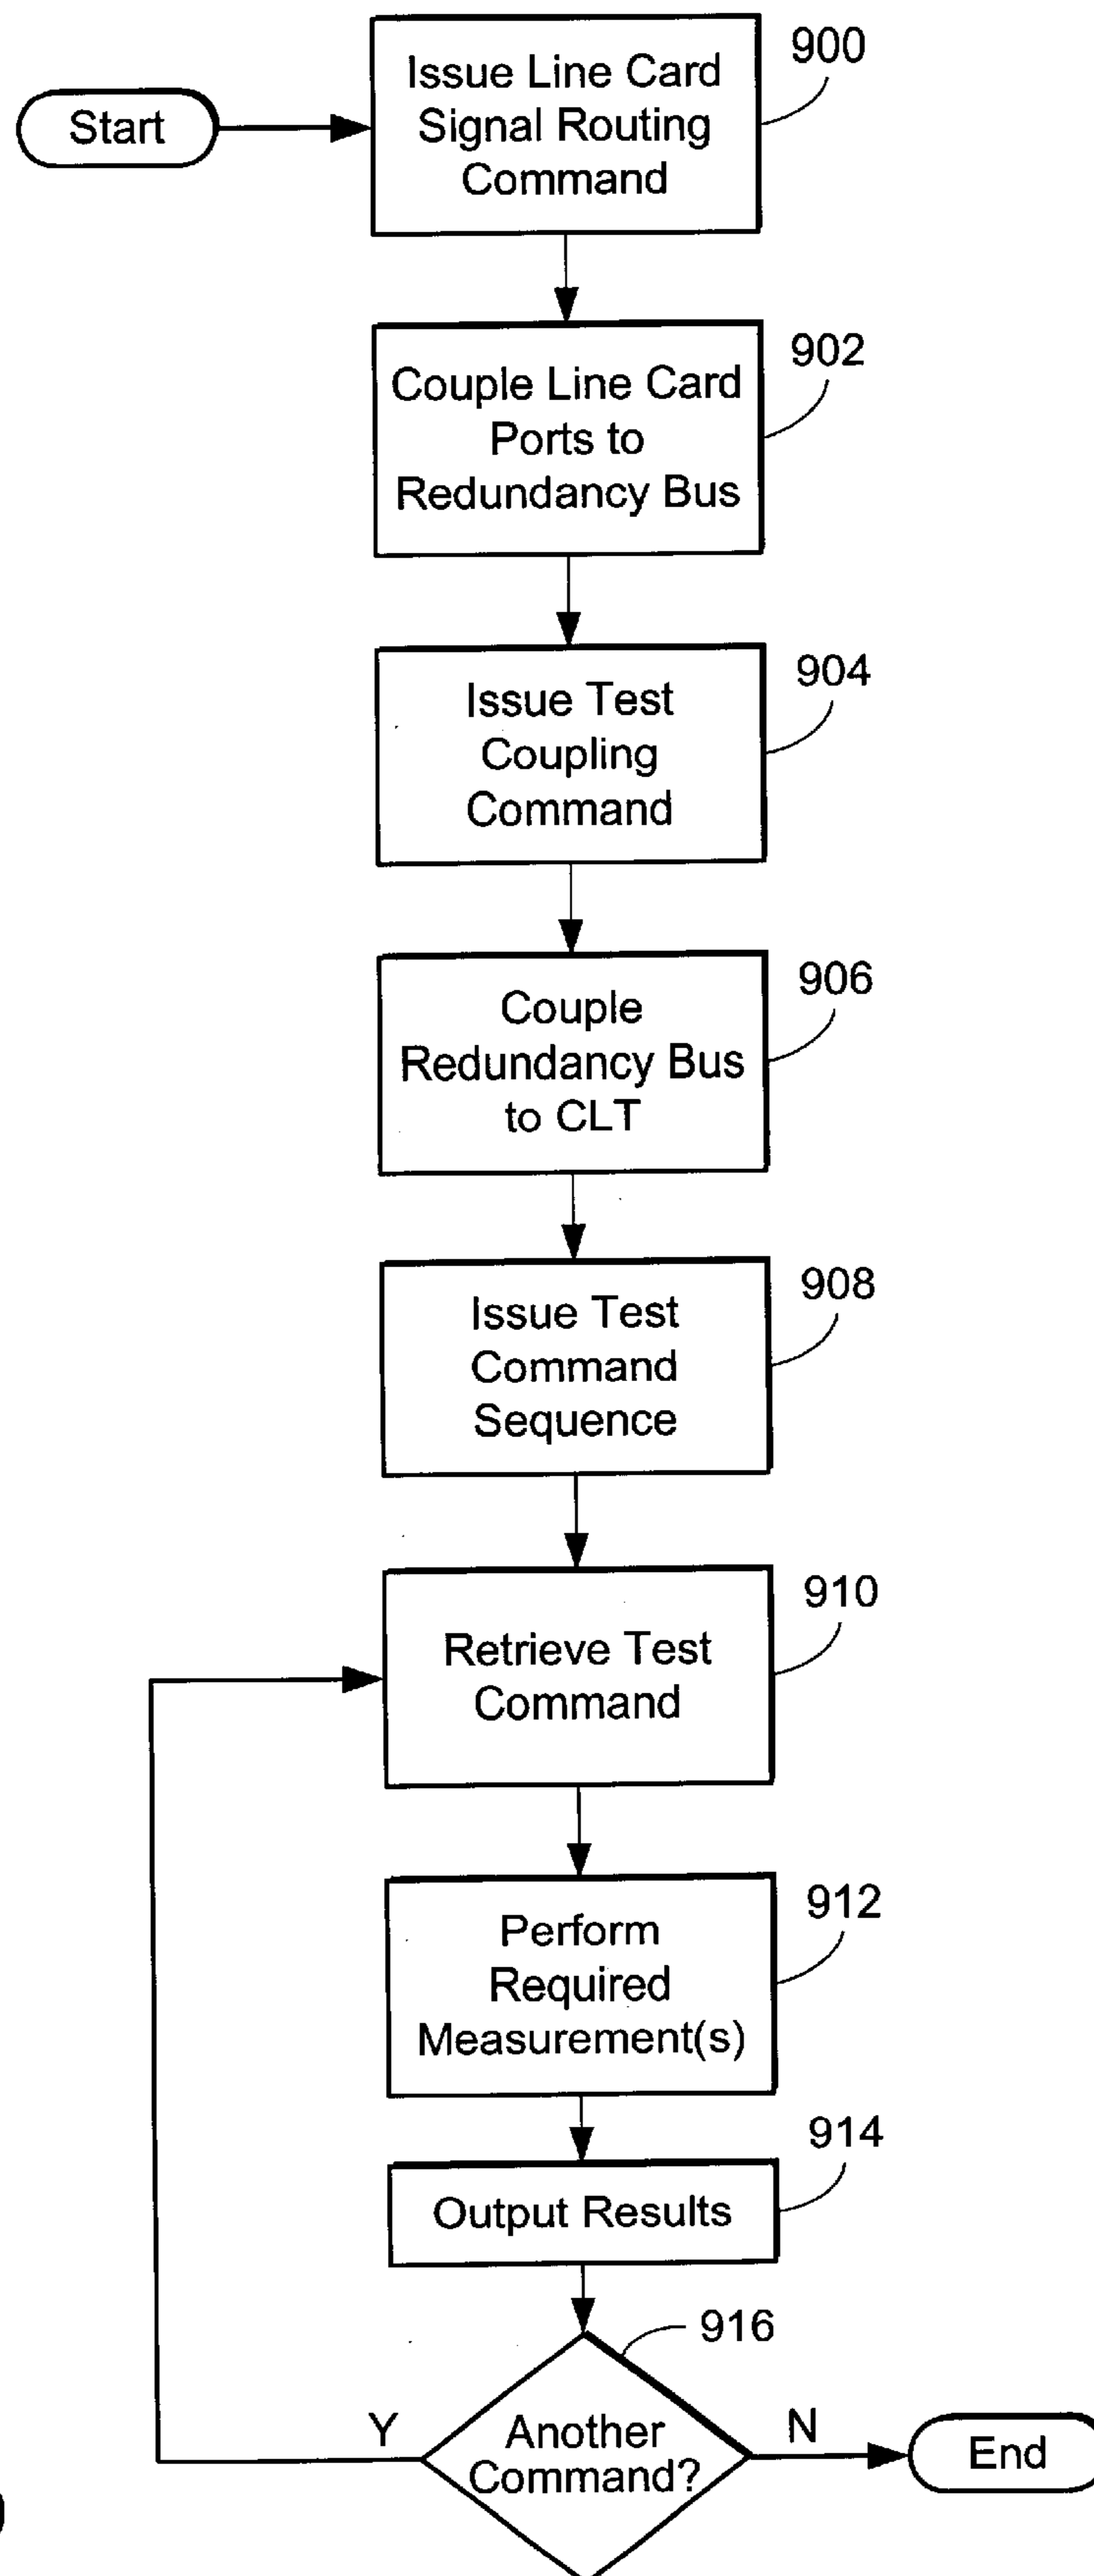 900
Issue Line Card
Signal Routing
Command
Start
902
Couple Line Card
Ports to
Redundancy Bus
904
Issue Test
Coupling
Command
906
Couple
Redundancy Bus
to CLT
908
Issue Test
Command
Sequence
910
Retrieve Test
Command
912
Perform
Required
Measurement(s)
914
Output Results
916
Y
Another
Command?
N
End